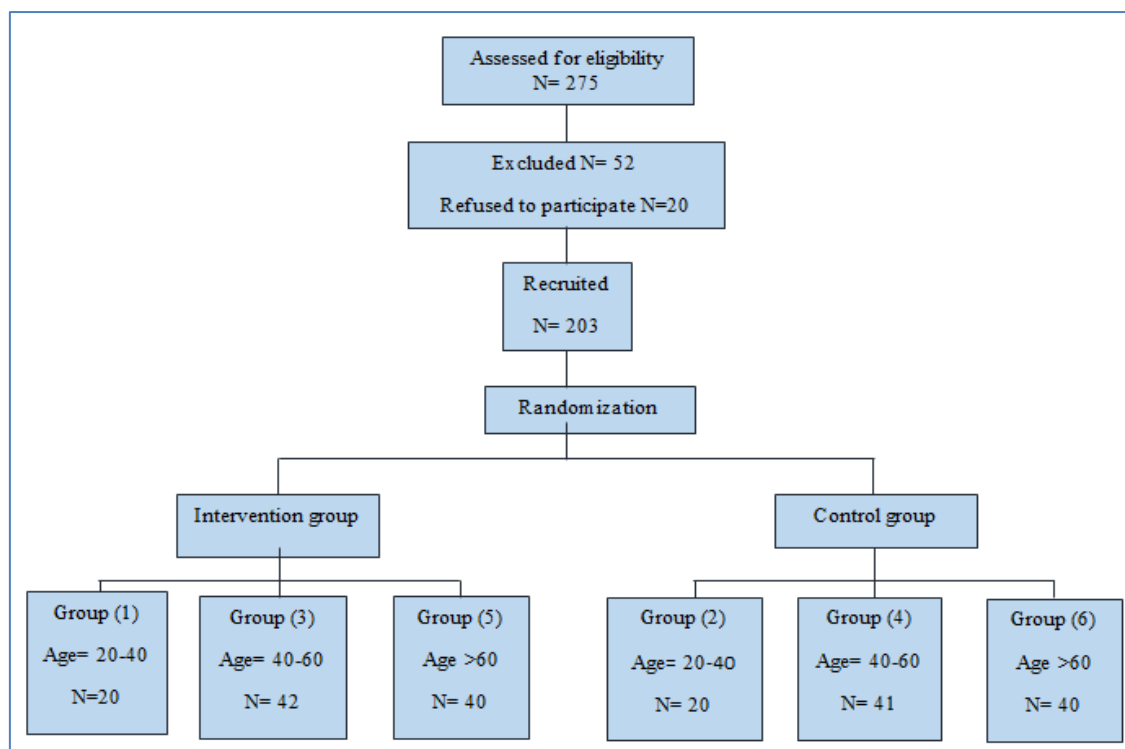 Assessed for eligibility
N= 275
Excluded N= 52
Refused to participate N=20
Recruited
N= 203
Randomization
Intervention group
Control group
Group (1)
Age= 20-40
N=20
Group (3)
Age= 40-60
N= 42
Group (5)
Age >60
N= 40
Group (2)
Age= 20-40
N= 20
Group (4)
Age= 40-60
N= 41
Group (6)
Age >60
N= 40